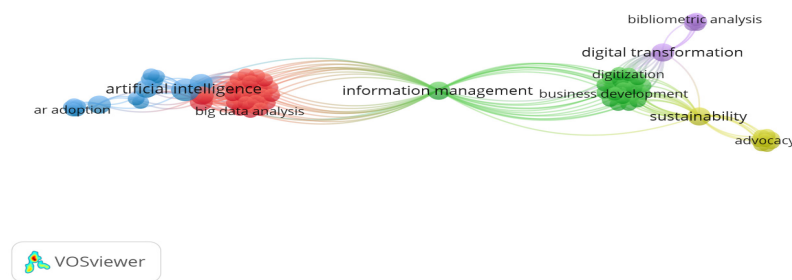 bibliometric analysis
digital transformation
digitization
artificial intelligence
information management
business development
ar adoption
big data analysis
sustainability
advocacy
VOSviewer